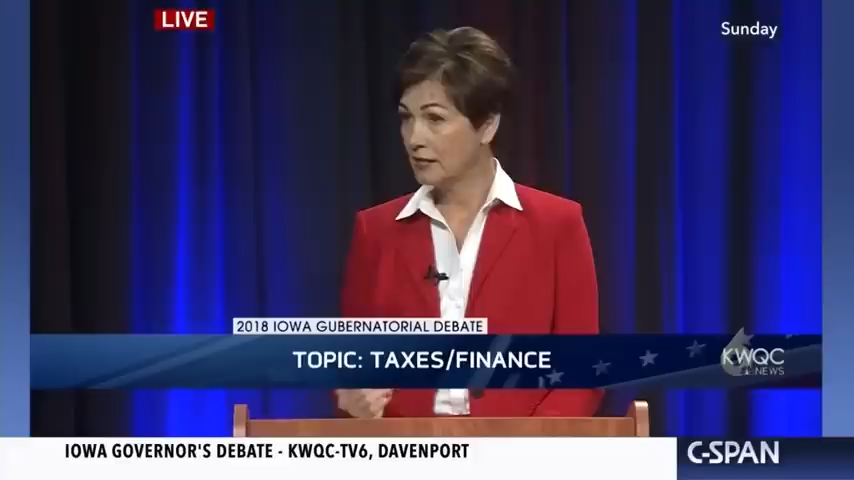 LIVE
Sunday
2018 IOWA GUBERNATORIAL DEBATE
TOPIC: TAXES/FINANCE
KWQC
NEWS
IOWA GOVERNOR'S DEBATE - KWQC-TV6, DAVENPORT
C-SPAN